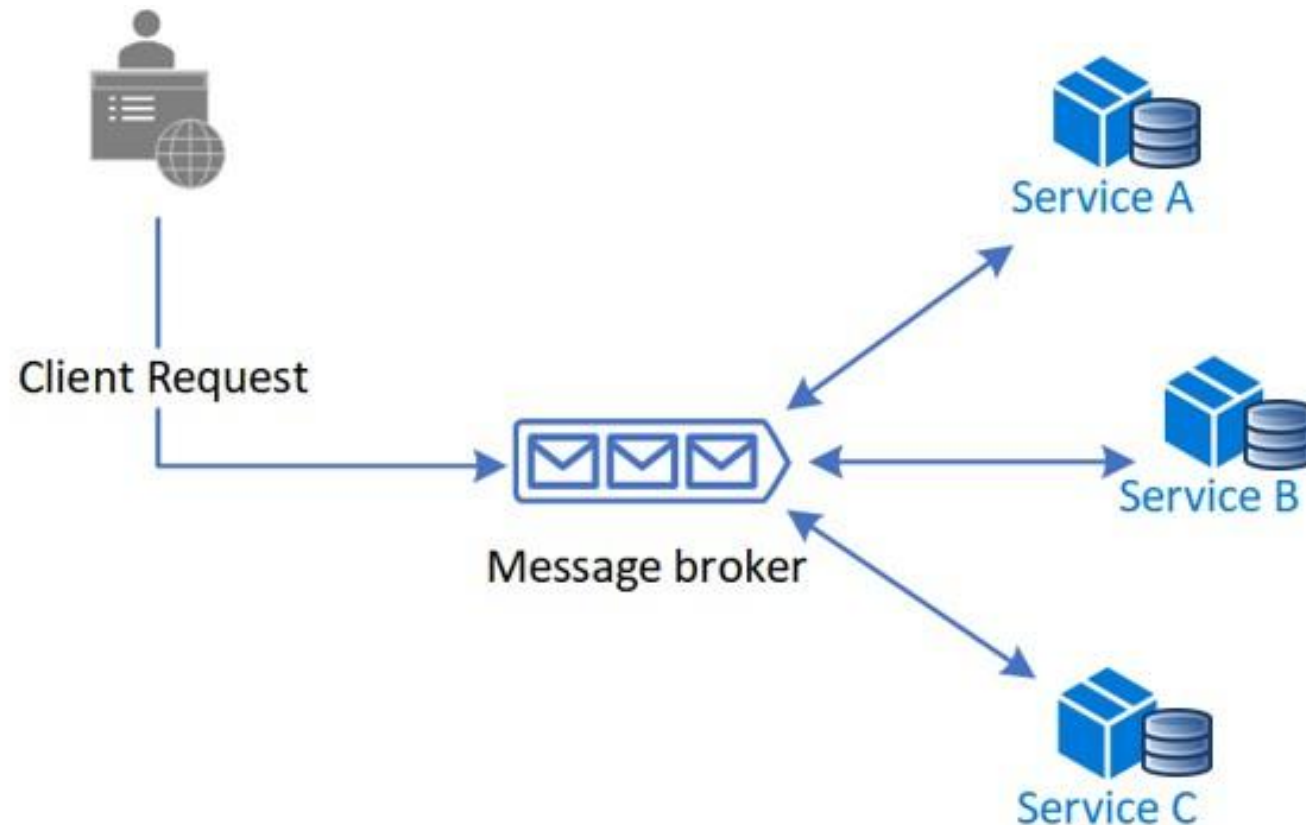 Service A
Client Request
Service B
Message broker
Service C